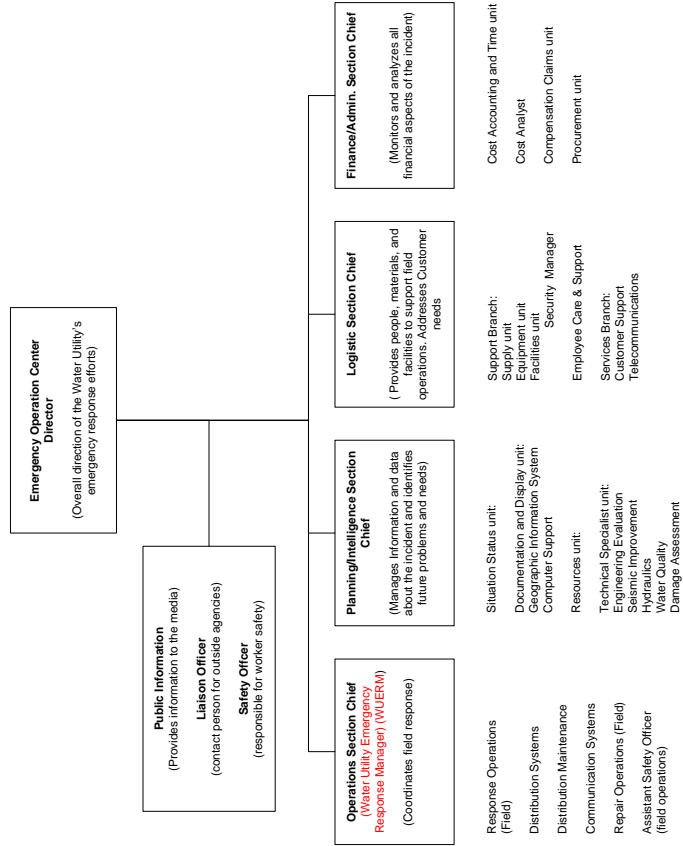 Emergency Operation Center
Director
(Overall direction of the Water Utility's
emergency response efforts)
Public Information
(Provides information to the media)
Liaison Officer
(contact person for outside agencies)
Safety Offcer
(responsible for worker safety)
Operations Section Chief
(Water Utility Emergency
Response Manager) (WUERM)
(Coordinates field response)
Response Operations
(Field)
Distribution Systems
Distribution Maintenance
Communication Systems
Repair Operations (Field)
Assistant Safety Officer
(field operations)
Planning/Intelligence Section
Chief
(Manages Information and data
about the incident and identifies
future problems and needs)
Situation Status unit:
Documentation and Display unit:
Geographic Information System
Computer Support
Resources unit:
Technical Specialist unit:
Engineering Evaluation
Seismic Improvement
Hydraulics
Water Quality
Damage Assessment
Logistic Section Chief
( Provides people, materials, and
facilities to support field
operations. Addresses Customer
needs
Support Branch:
Supply unit
Equipment unit
Facilities unit
Security Manager
Employee Care & Support
Services Branch:
Customer Support
Telecommunications
Finance/Admin. Section Chief
(Monitors and analyzes all
financial aspects of the incident)
Cost Accounting and Time unit
Cost Analyst
Compensation Claims unit
Procurement unit